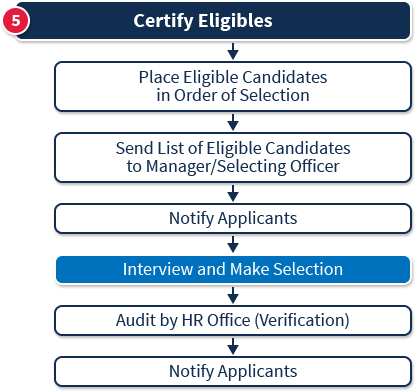 5
Certify Eligibles
Place Eligible Candidates
in Order of Selection
Send List of Eligible Candidates
to Manager/Selecting Officer
Notify Applicants
Interview and Make Selection
Audit by HR Office (Verification)
Notify Applicants